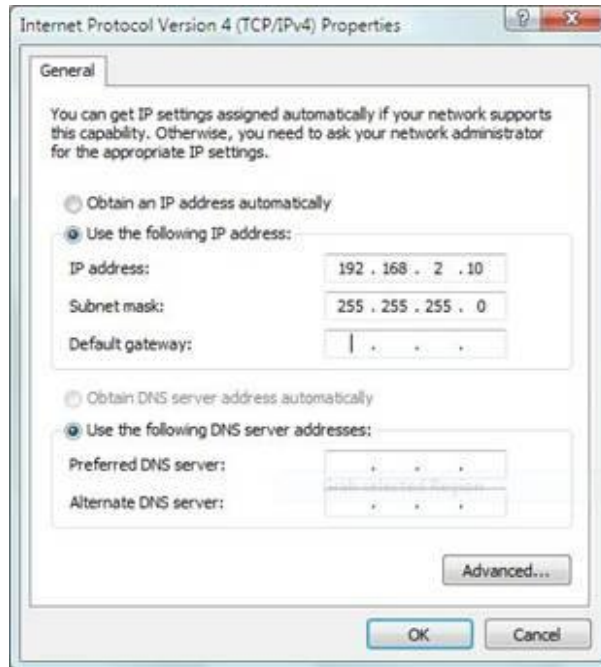 Internet Protocol Version 4 (TCP/IPv4) Properties
General
You can get IP settings assigned automatically if your network supports
this capability. Otherwise, you need to ask your network administrator
for the appropriate IP settings.
Obtain an IP address automatically
Use the following IP address:
IP address: 192 . 168 . 2 . 10
Subnet mask: 255 . 255 . 255 . 0
Default gateway: . . .
Obtain DNS server address automatically
Use the following DNS server addresses:
Preferred DNS server: . . .
Alternate DNS server: . . .
Advanced...
OK Cancel